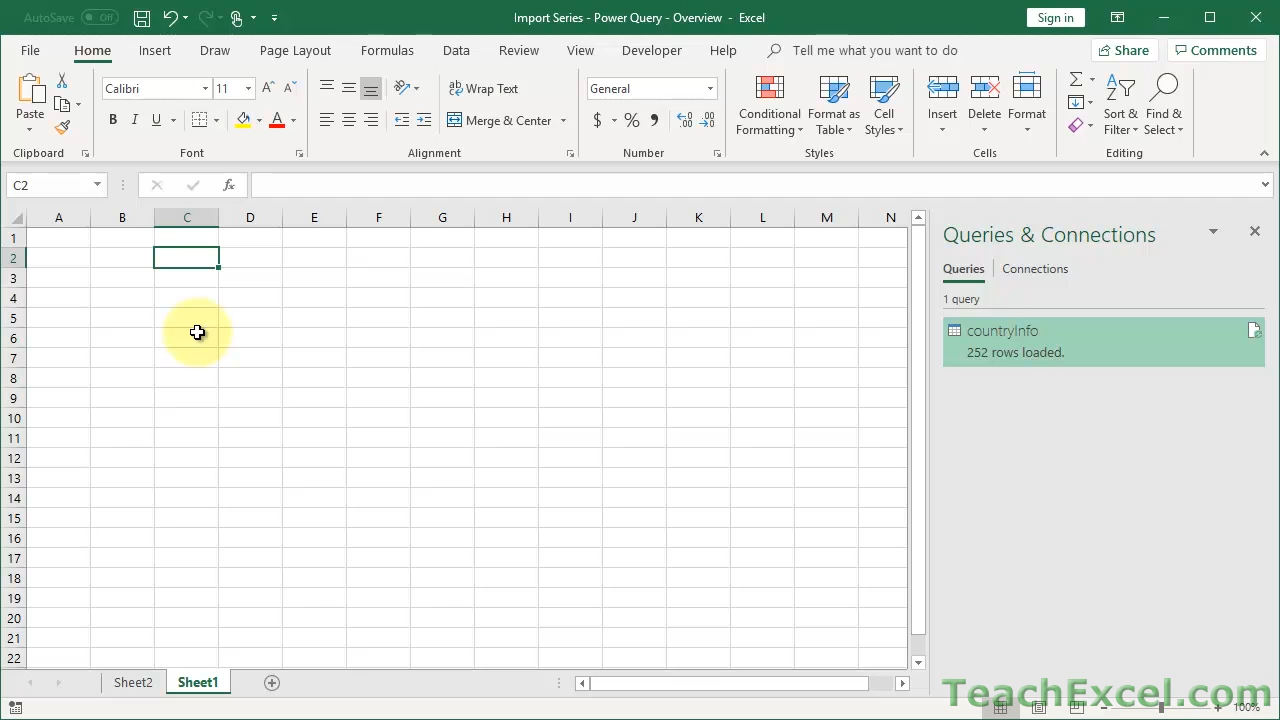 AutoSave Off
Import Series - Power Query - Overview - Excel
Sign in
File Home Insert Draw Page Layout Formulas Data Review View Developer Help Tell me what you want to do Share Comments
Paste
Clipboard
Calibri 11
B I U
Font
Wrap Text
Merge & Center
Alignment
General
$ % ,
Number
Conditional Formatting
Format as Table
Cell Styles
Styles
Insert Delete Format
Cells
Sort & Filter
Find & Select
Editing
C2
fx
A B C D E F G H I J K L M N
1
2
3
4
5
6
7
8
9
10
11
12
13
14
15
16
17
18
19
20
21
22
Queries & Connections
Queries Connections
1 query
countryInfo
252 rows loaded.
Sheet2 Sheet1
TeachExcel.com
100%